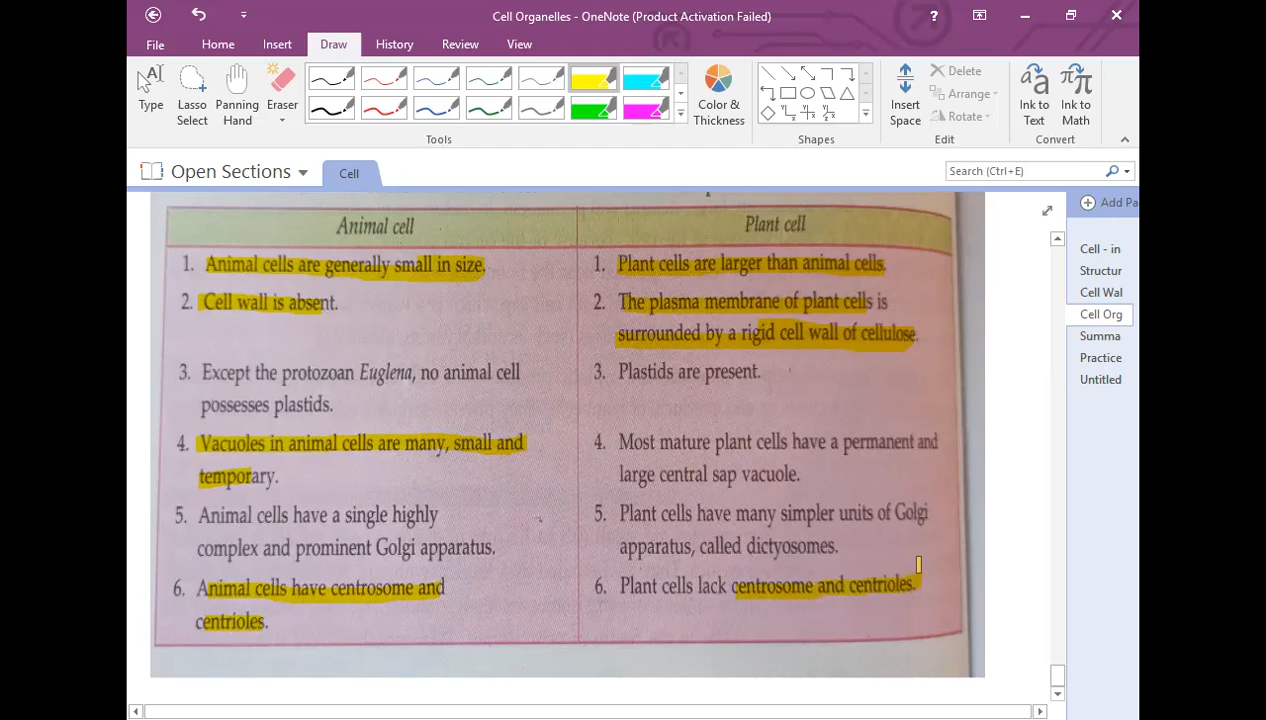 Cell Organelles - OneNote (Product Activation Failed)
?
File Home Insert Draw History Review View
Type
Lasso Select
Panning Hand
Eraser
Color & Thickness
Insert Space
Delete
Arrange
Rotate
Ink to Text
Ink to Math
Tools
Shapes
Edit
Convert
Open Sections
Cell
Search (Ctrl+E)
Add Pa
Cell - in
Structur
Cell Wal
Cell Org
Summa
Practice
Untitled
Animal cell
Plant cell
1. Animal cells are generally small in size.
1. Plant cells are larger than animal cells.
2. Cell wall is absent.
2. The plasma membrane of plant cells is
surrounded by a rigid cell wall of cellulose.
3. Except the protozoan Euglena, no animal cell
possesses plastids.
3. Plastids are present.
4. Vacuoles in animal cells are many, small and
temporary.
4. Most mature plant cells have a permanent and
large central sap vacuole.
5. Animal cells have a single highly
complex and prominent Golgi apparatus.
5. Plant cells have many simpler units of Golgi
apparatus, called dictyosomes.
6. Animal cells have centrosome and
centrioles.
6. Plant cells lack centrosome and centrioles.